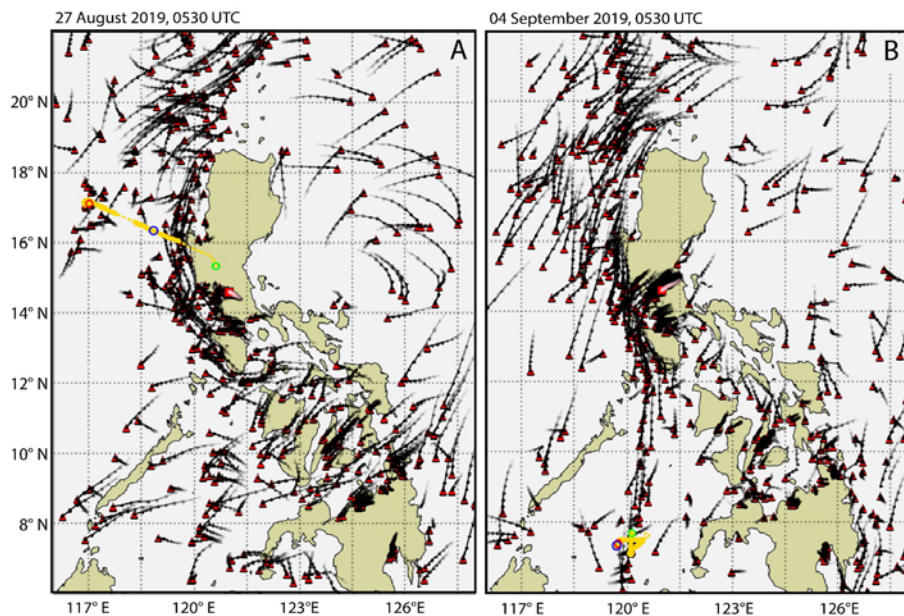 27 August 2019, 0530 UTC
04 September 2019, 0530 UTC
A
B
20° N
18° N
16° N
14° N
12° N
10° N
8° N
117°E
120°E
123°E
126°E
117°E
120°E
123°E
126°E